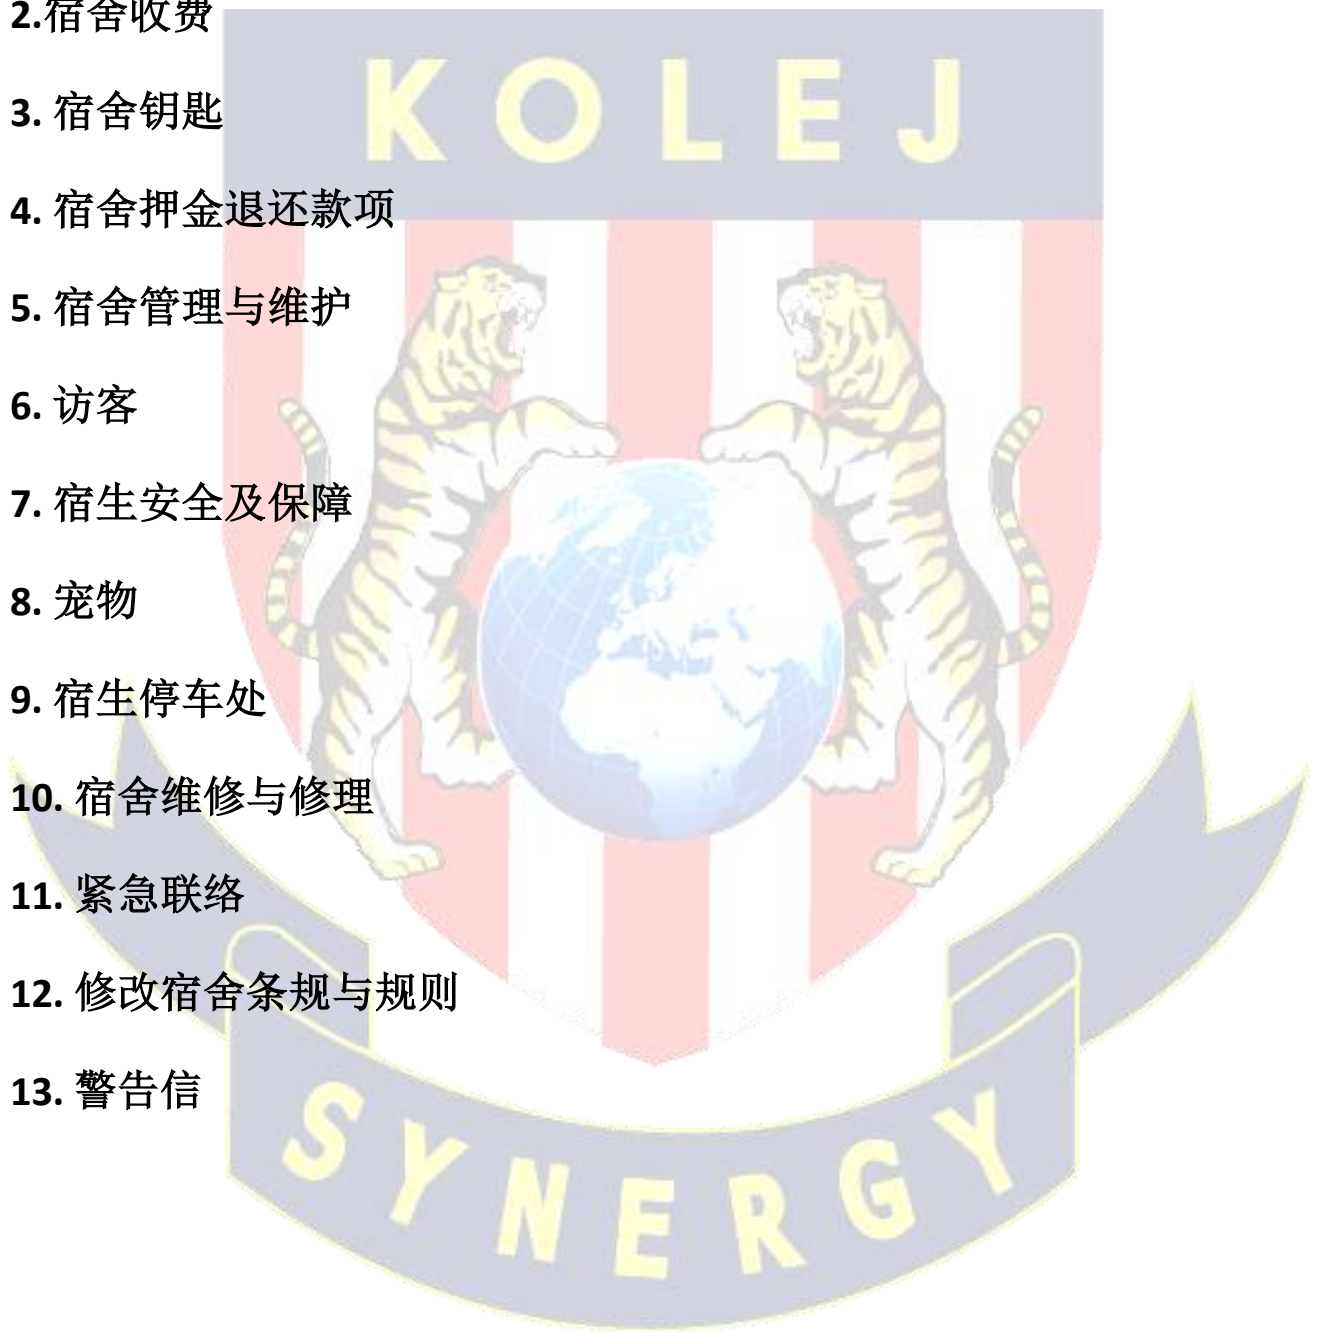 2.宿舍收费
KOLEJ
3. 宿舍钥匙
4. 宿舍押金退还款项
5. 宿舍管理与维护
6. 访客
7. 宿生安全及保障
8. 宠物
9. 宿生停车处
10. 宿舍维修与修理
11. 紧急联络
12. 修改宿舍条规与规则
13. 警告信
SYNERGY